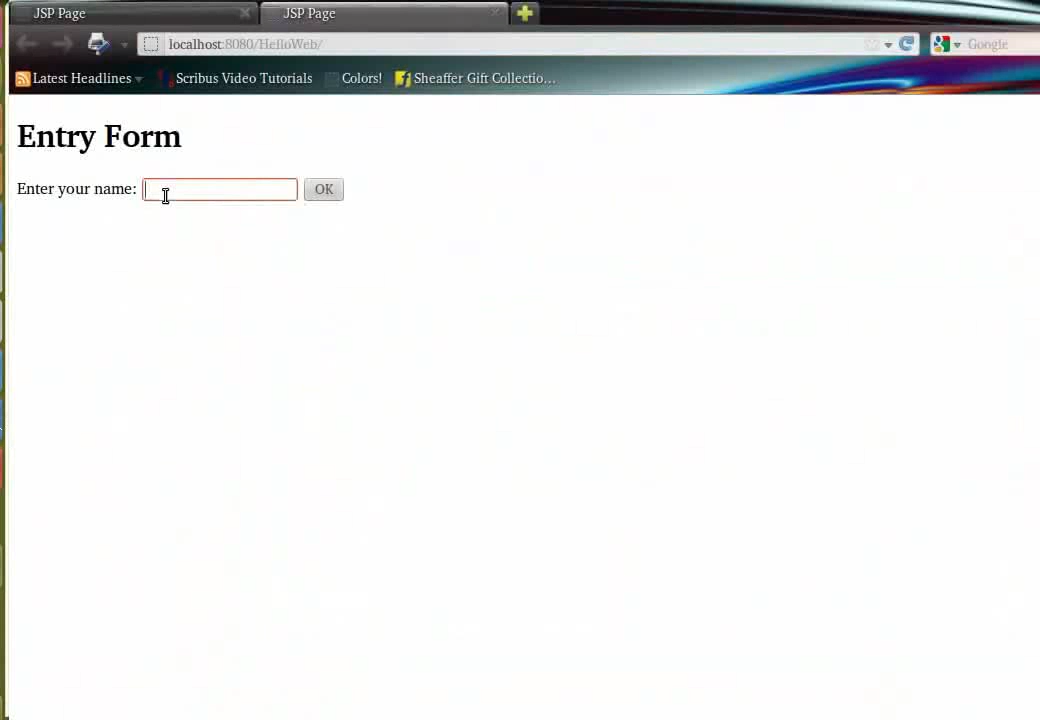 JSP Page JSP Page
localhost:8080/HelloWeb/ Google
Latest Headlines Scribus Video Tutorials Colors! Sheaffer Gift Collectio...
Entry Form
Enter your name: OK